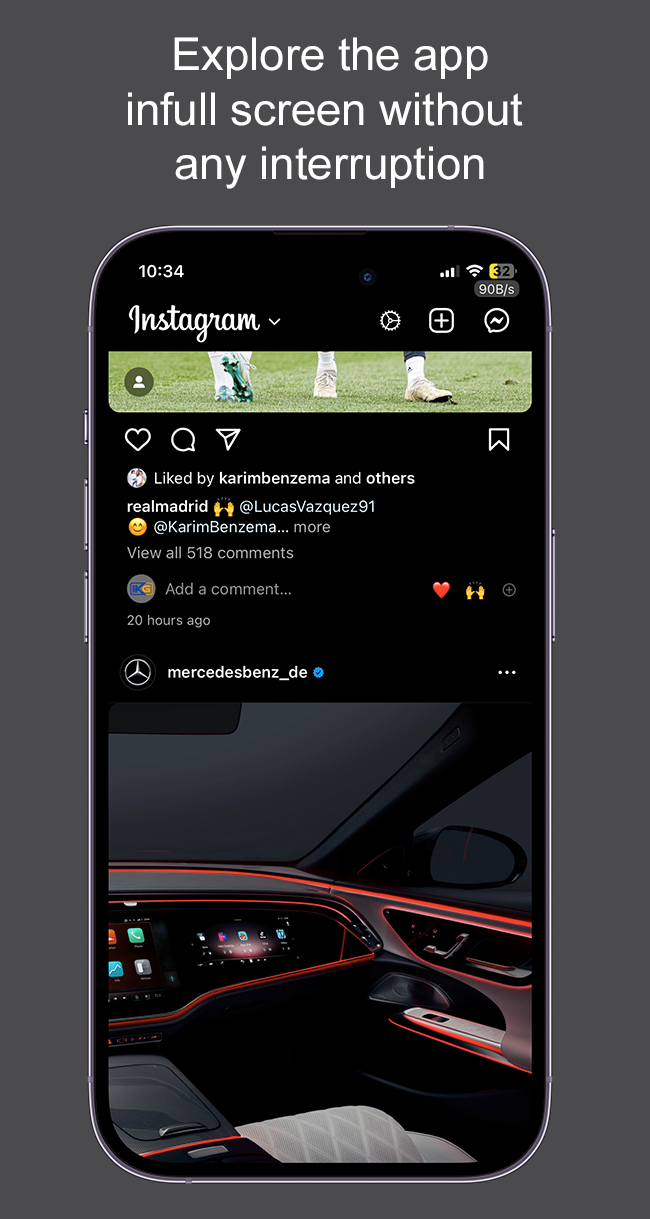 Explore the app
infull screen without
any interruption
10:34
32
90B/s
Instagram
Liked by karimbenzema and others
realmadrid 🙌 @LucasVazquez91
😊 @KarimBenzema... more
View all 518 comments
IKG
Add a comment...
❤️ 🙌
20 hours ago
mercedesbenz_de